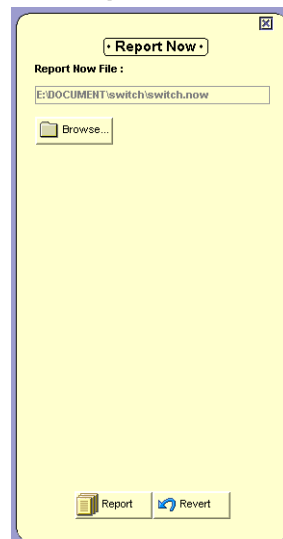 • Report Now •
Report Now File :
E:\DOCUMENT\switch\switch.now
Browse...
Report
Revert